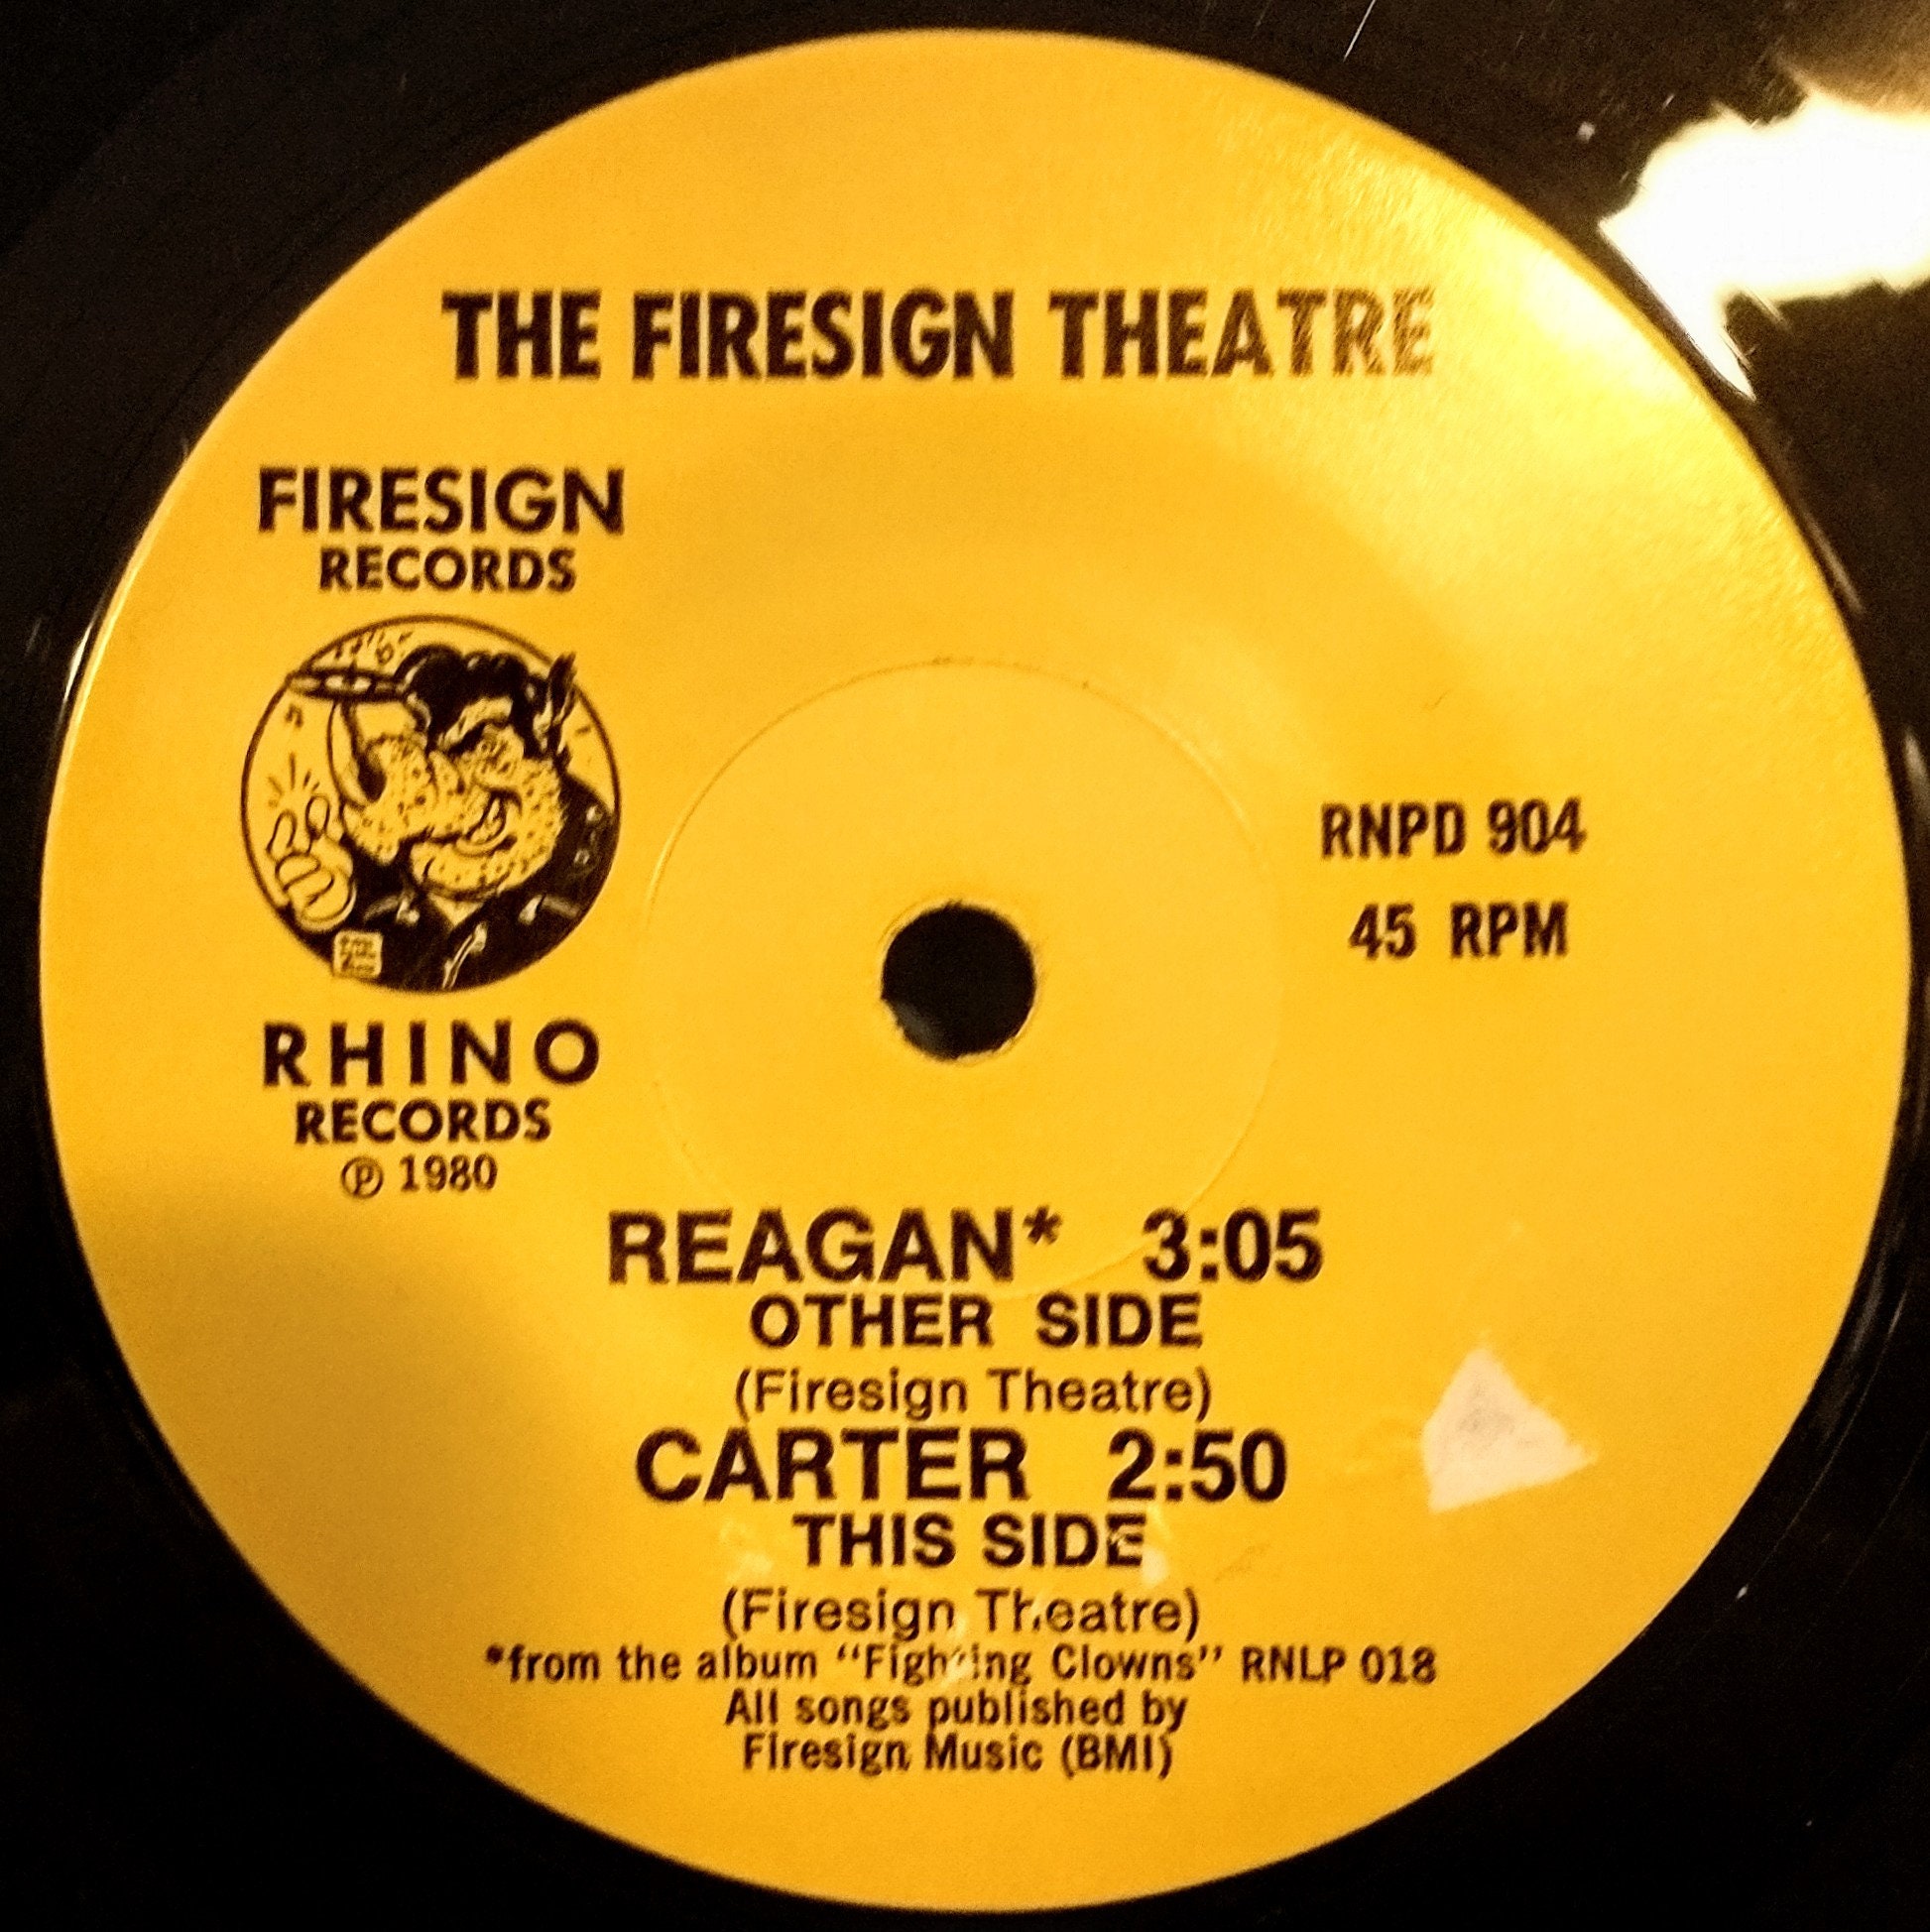 THE FIRESIGN THEATRE
FIRESIGN
RECORDS
RHINO
RECORDS
℗ 1980
RNPD 904
45 RPM
REAGAN* 3:05
OTHER SIDE
(Firesign Theatre)
CARTER 2:50
THIS SIDE
(Firesign Theatre)
*from the album "Fighting Clowns" RNLP 018
All songs published by
Firesign Music (BMI)